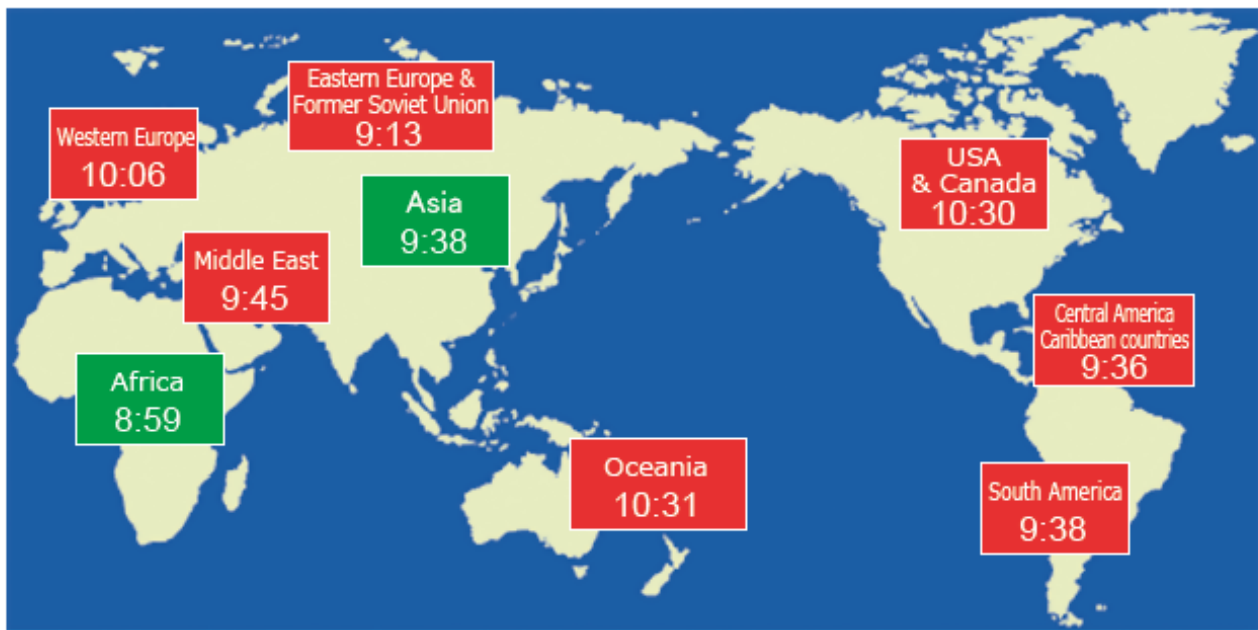 Eastern Europe &
Former Soviet Union
9:13
Western Europe
10:06
USA
& Canada
10:30
Asia
9:38
Middle East
9:45
Central America
Caribbean countries
9:36
Africa
8:59
Oceania
10:31
South America
9:38